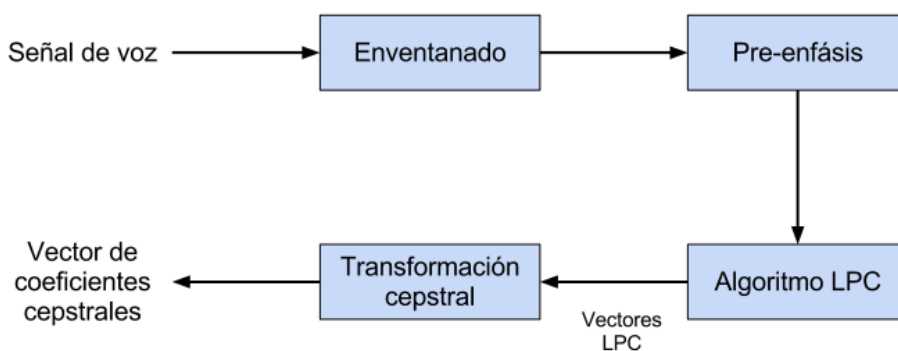 Señal de voz
Enventanado
Pre-enfásis
Algoritmo LPC
Vectores
LPC
Transformación
cepstral
Vector de
coeficientes
cepstrales